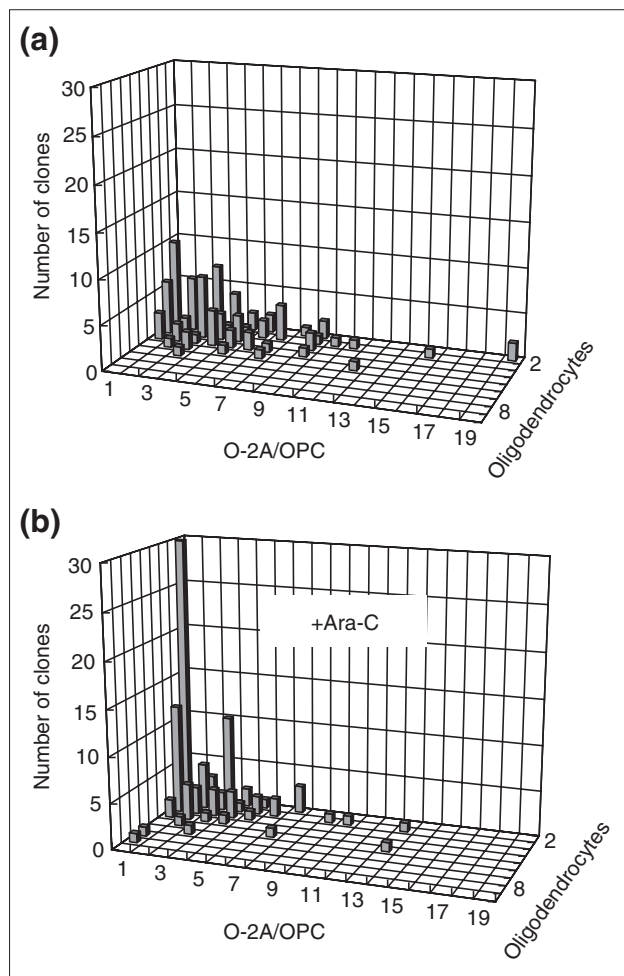 (a)
30
25
20
15
10
5
0
Number of clones
1 3 5 7 9 11 13 15 17 19
O-2A/OPC
2
8
Oligodendrocytes
(b)
30
25
20
15
10
5
0
Number of clones
+Ara-C
1 3 5 7 9 11 13 15 17 19
O-2A/OPC
2
8
Oligodendrocytes